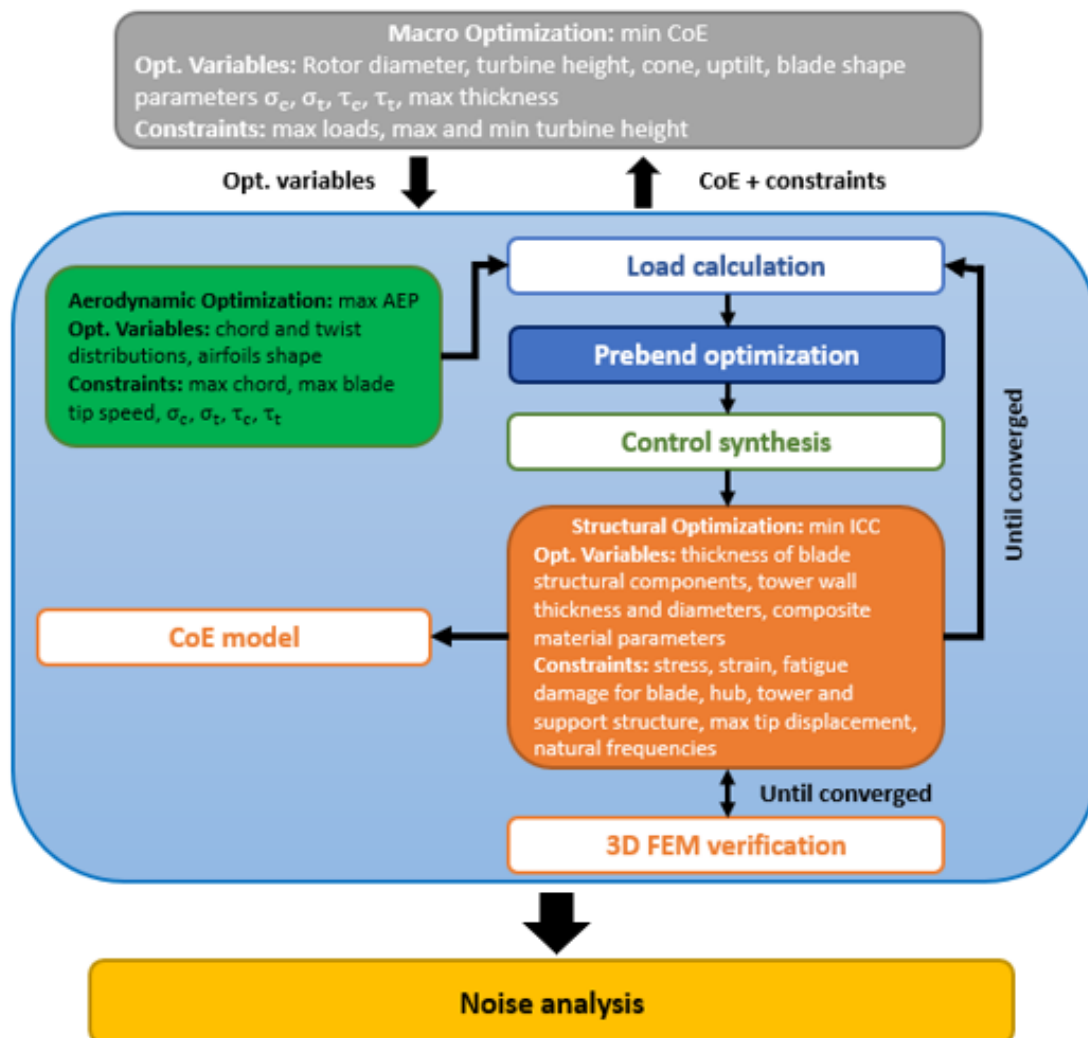 Macro Optimization: min CoE
Opt. Variables: Rotor diameter, turbine height, cone, uptilt, blade shape
parameters σc, σt, τc, τt, max thickness
Constraints: max loads, max and min turbine height
Opt. variables
CoE + constraints
Aerodynamic Optimization: max AEP
Opt. Variables: chord and twist
distributions, airfoils shape
Constraints: max chord, max blade
tip speed, σc, σt, τc, τt
Load calculation
Prebend optimization
Control synthesis
Structural Optimization: min ICC
Opt. Variables: thickness of blade
structural components, tower wall
thickness and diameters, composite
material parameters
Constraints: stress, strain, fatigue
damage for blade, hub, tower and
support structure, max tip displacement,
natural frequencies
Until converged
CoE model
Until converged
3D FEM verification
Noise analysis